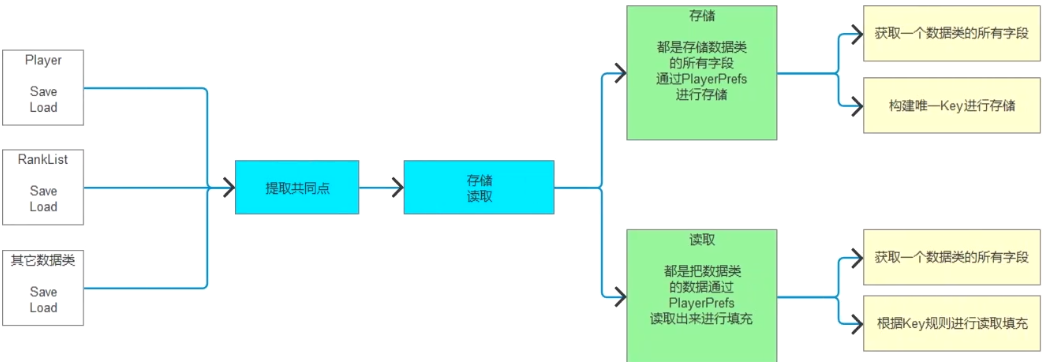 Player
Save
Load
RankList
Save
Load
其它数据类
Save
Load
提取共同点
存储
读取
存储
都是存储数据类
的所有字段
通过PlayerPrefs
进行存储
获取一个数据类的所有字段
构建唯一Key进行存储
读取
都是把数据类
的数据通过
PlayerPrefs
读取出来进行填充
获取一个数据类的所有字段
根据Key规则进行读取填充